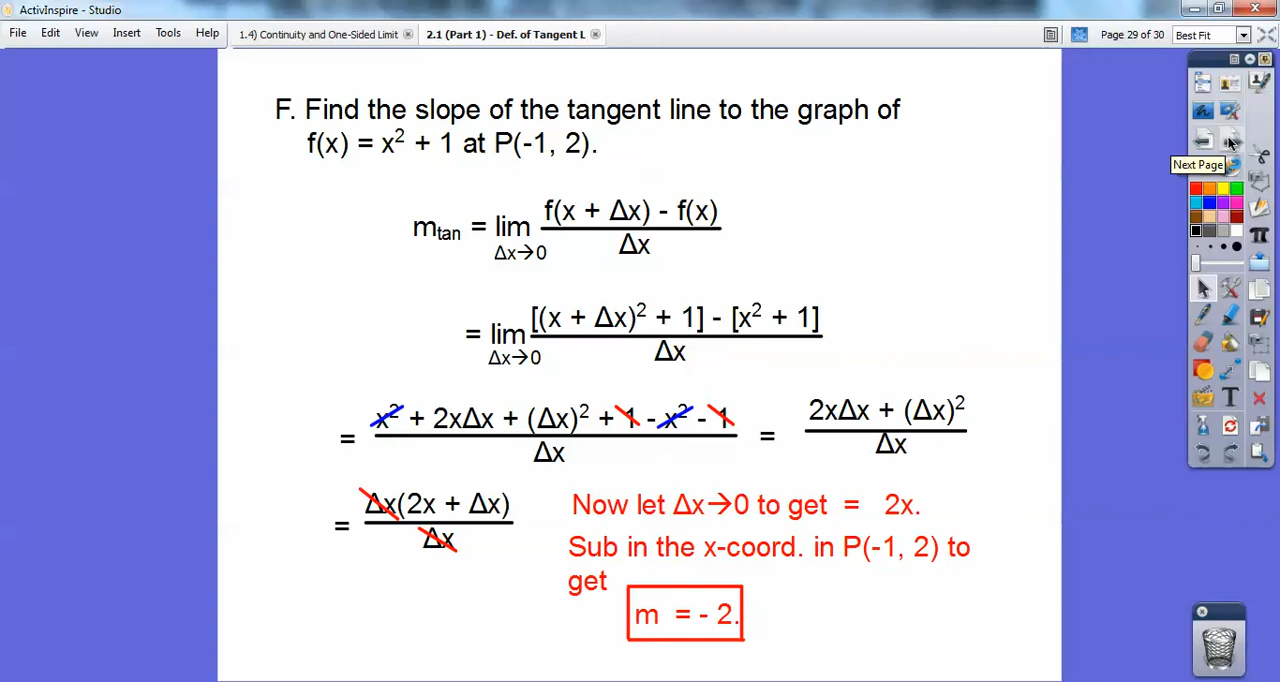 ActivInspire - Studio
File Edit View Insert Tools Help
1.4) Continuity and One-Sided Limit
2.1 (Part 1) - Def. of Tangent L
Page 29 of 30
Best Fit
Next Page
F. Find the slope of the tangent line to the graph of
f(x) = x² + 1 at P(-1, 2).
mtan = lim f(x + Δx) - f(x)
Δx→0 Δx
= lim [(x + Δx)² + 1] - [x² + 1]
Δx→0 Δx
= x² + 2xΔx + (Δx)² + 1 - x² - 1 = 2xΔx + (Δx)²
Δx Δx
= Δx(2x + Δx)
Δx
Now let Δx→0 to get = 2x.
Sub in the x-coord. in P(-1, 2) to
get
m = - 2.